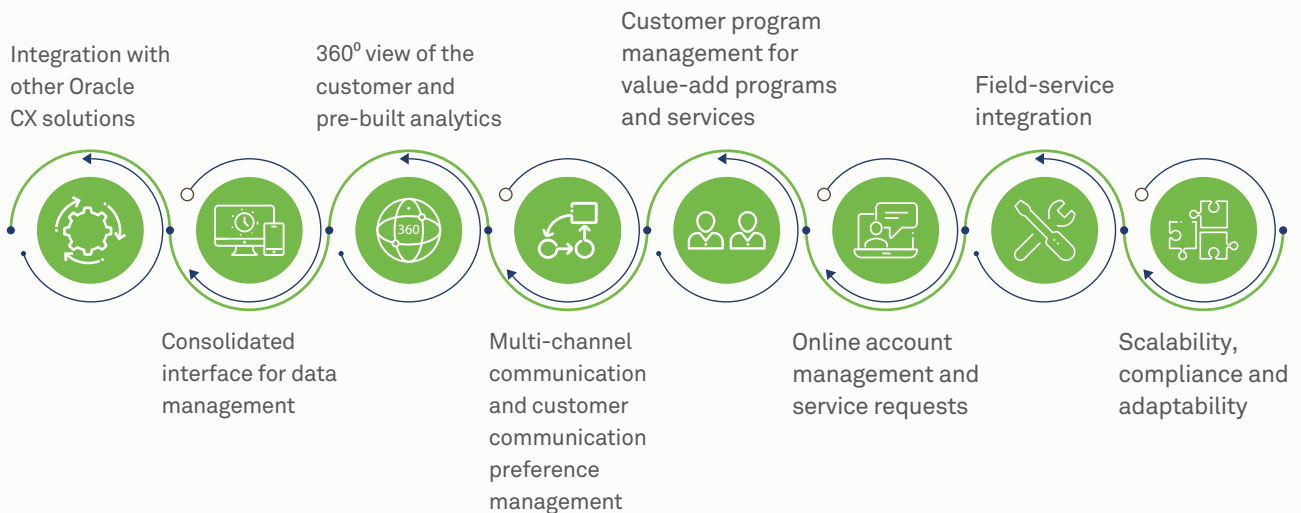 Integration with
other Oracle
CX solutions
Consolidated
interface for data
management
360⁰ view of the
customer and
pre-built analytics
360
Multi-channel
communication
and customer
communication
preference
management
Customer program
management for
value-add programs
and services
Online account
management and
service requests
Field-service
integration
Scalability,
compliance and
adaptability